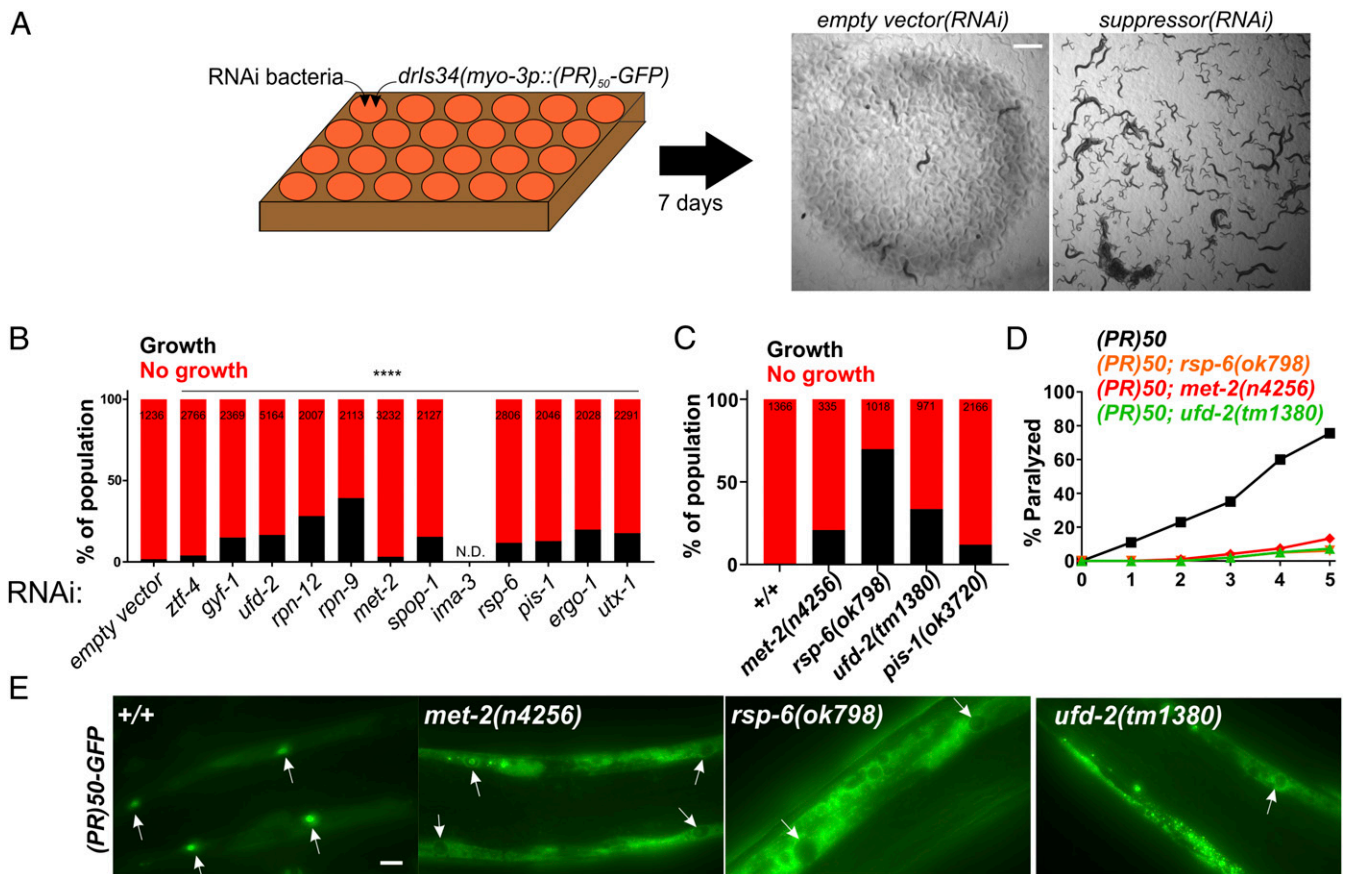 A
RNAi bacteria
drIs34(myo-3p::(PR)50-GFP)
7 days
empty vector(RNAi)
suppressor(RNAi)
B
Growth
No growth
****
% of population
100
50
0
1236 2766 2369 5164 2007 2113 3232 2127 N.D. 2806 2046 2028 2291
RNAi:
empty vector
ztf-4
gyf-1
ufd-2
rpn-12
rpn-9
met-2
spop-1
ima-3
rsp-6
pis-1
ergo-1
utx-1
C
Growth
No growth
% of population
100
50
0
1366 335 1018 971 2166
+/+
met-2(n4256)
rsp-6(ok798)
ufd-2(tm1380)
pis-1(ok3720)
D
(PR)50
(PR)50; rsp-6(ok798)
(PR)50; met-2(n4256)
(PR)50; ufd-2(tm1380)
% Paralyzed
100
80
60
40
20
0
0 1 2 3 4 5
E
(PR)50-GFP
+/+
met-2(n4256)
rsp-6(ok798)
ufd-2(tm1380)